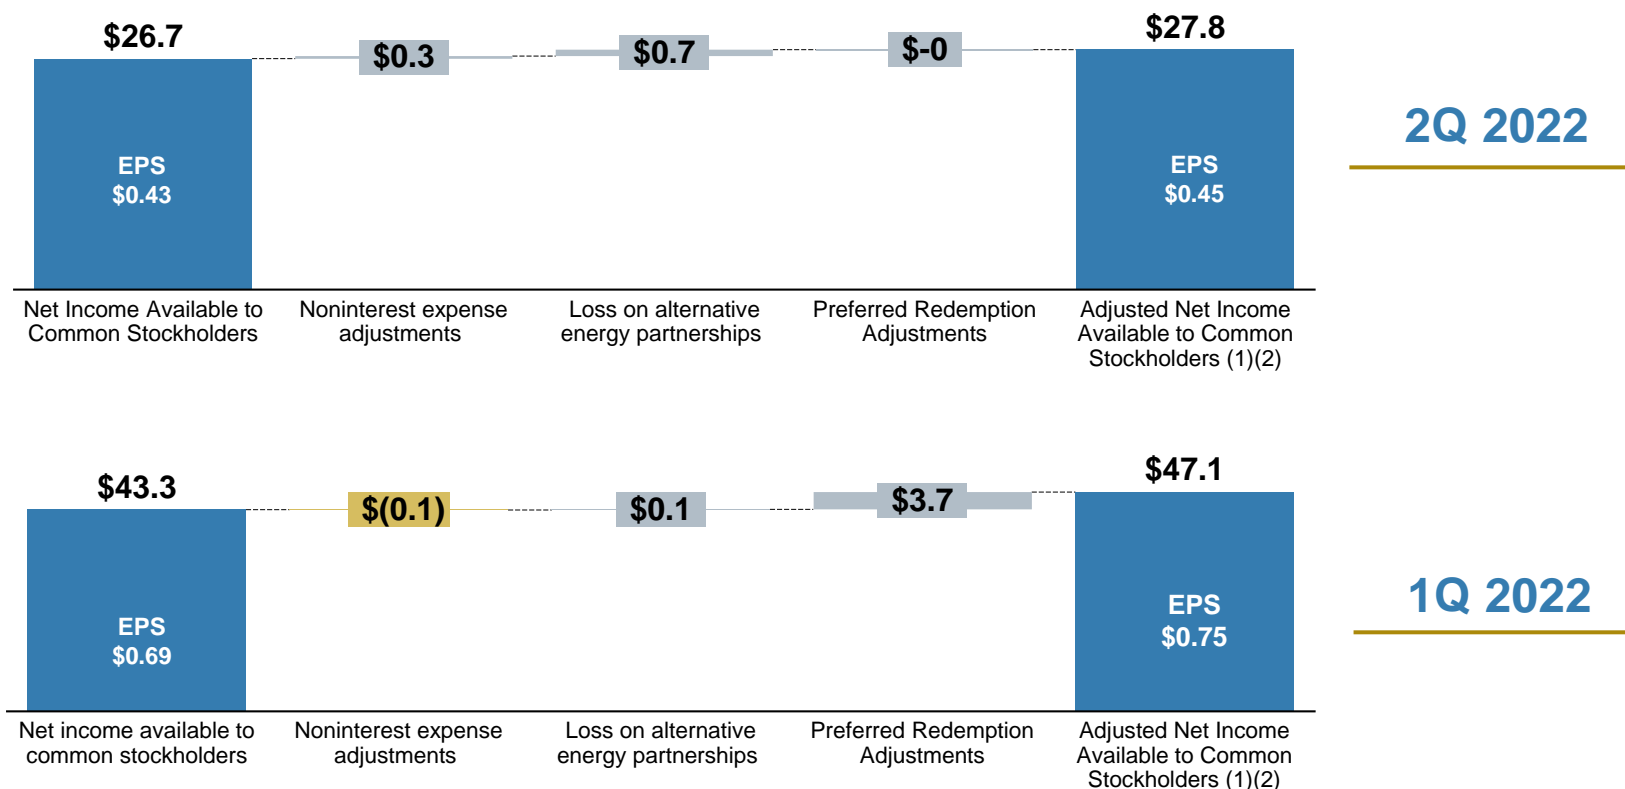 $26.7
$0.3
$0.7
$-0
$27.8
EPS
$0.43
EPS
$0.45
2Q 2022
Net Income Available to
Common Stockholders
Noninterest expense
adjustments
Loss on alternative
energy partnerships
Preferred Redemption
Adjustments
Adjusted Net Income
Available to Common
Stockholders (1)(2)
$43.3
$(0.1)
$0.1
$3.7
$47.1
EPS
$0.69
EPS
$0.75
1Q 2022
Net income available to
common stockholders
Noninterest expense
adjustments
Loss on alternative
energy partnerships
Preferred Redemption
Adjustments
Adjusted Net Income
Available to Common
Stockholders (1)(2)